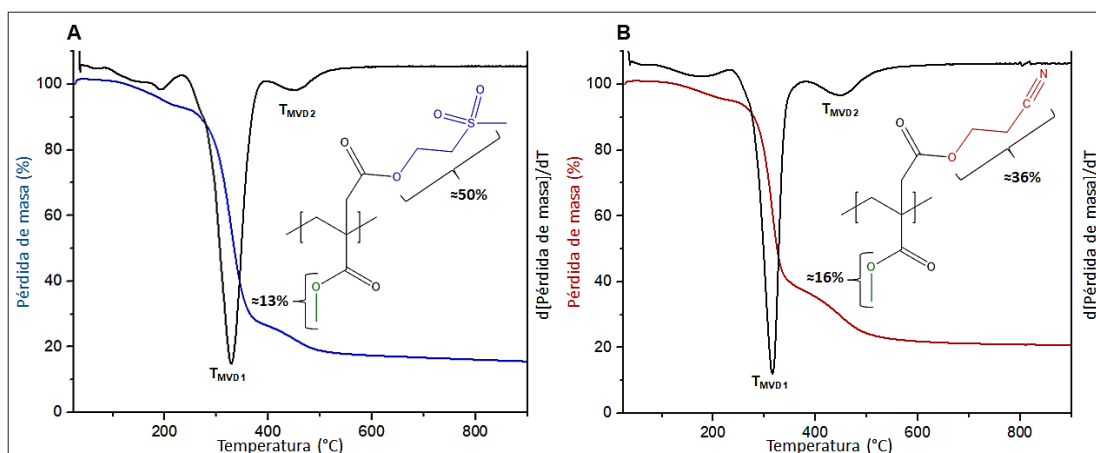 A
100
80
60
40
20
0
200
400
600
800
Pérdida de masa (%)
Temperatura (°C)
d[Pérdida de masa]/dT
T_MVD1
T_MVD2
O
O
S
O
O
≈50%
≈13%
O
O
B
100
80
60
40
20
0
200
400
600
800
Pérdida de masa (%)
Temperatura (°C)
d[Pérdida de masa]/dT
T_MVD1
T_MVD2
N
C
O
O
≈36%
≈16%
O
O